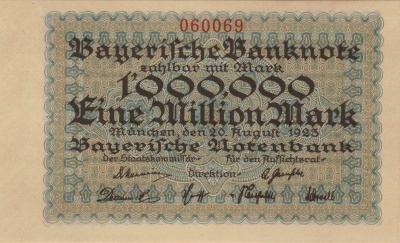 060069
Bayerische Banknote
zahlbar mit Mark
1'000,000
Eine Million Mark
München, den 20. August 1923
Bayerische Notenbank
Der Staatskommissär für den Aufsichtsrat
Direktion